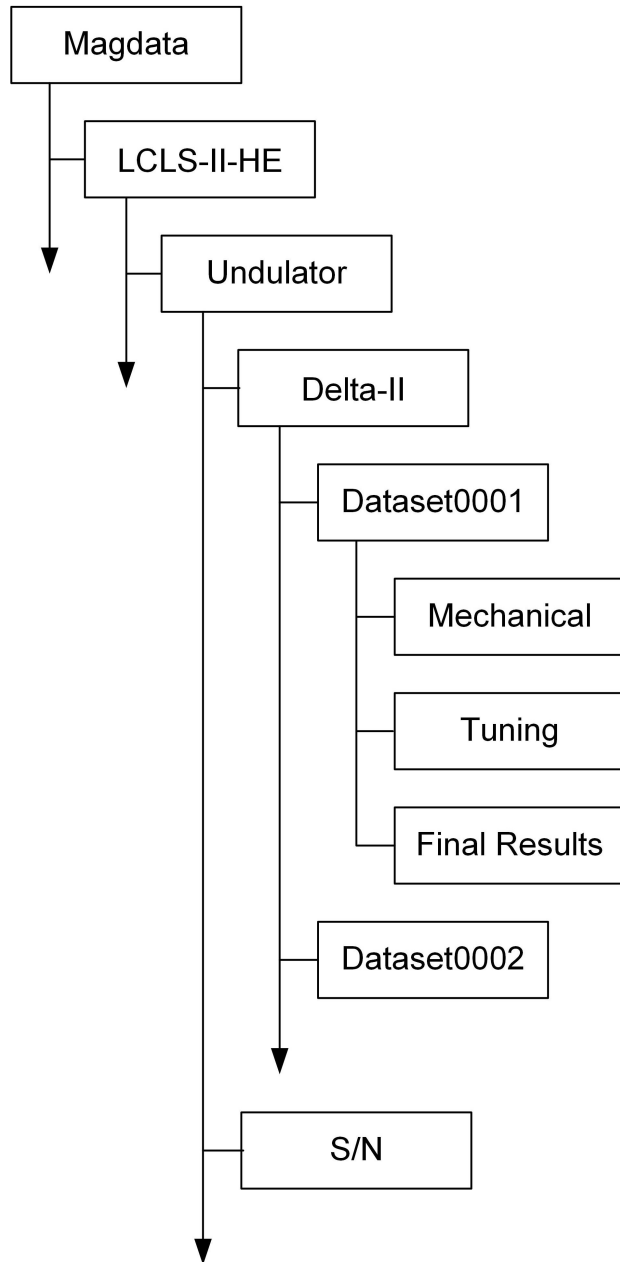 Magdata
LCLS-II-HE
Undulator
Delta-II
Dataset0001
Mechanical
Tuning
Final Results
Dataset0002
S/N